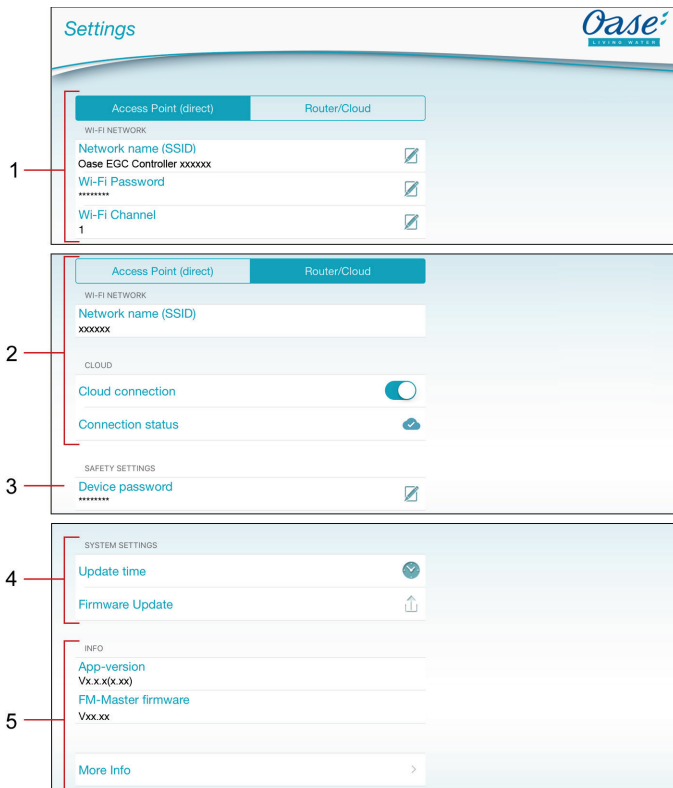 Settings
Oase
LIVING WATER
Access Point (direct) Router/Cloud
WI-FI NETWORK
Network name (SSID)
Oase EGC Controller xxxxxx
Wi-Fi Password
********
Wi-Fi Channel
1
1
Access Point (direct) Router/Cloud
WI-FI NETWORK
Network name (SSID)
xxxxxx
2
CLOUD
Cloud connection
Connection status
SAFETY SETTINGS
3
Device password
********
SYSTEM SETTINGS
4
Update time
Firmware Update
INFO
App-version
Vx.x.x(x.xx)
FM-Master firmware
Vxx.xx
5
More Info